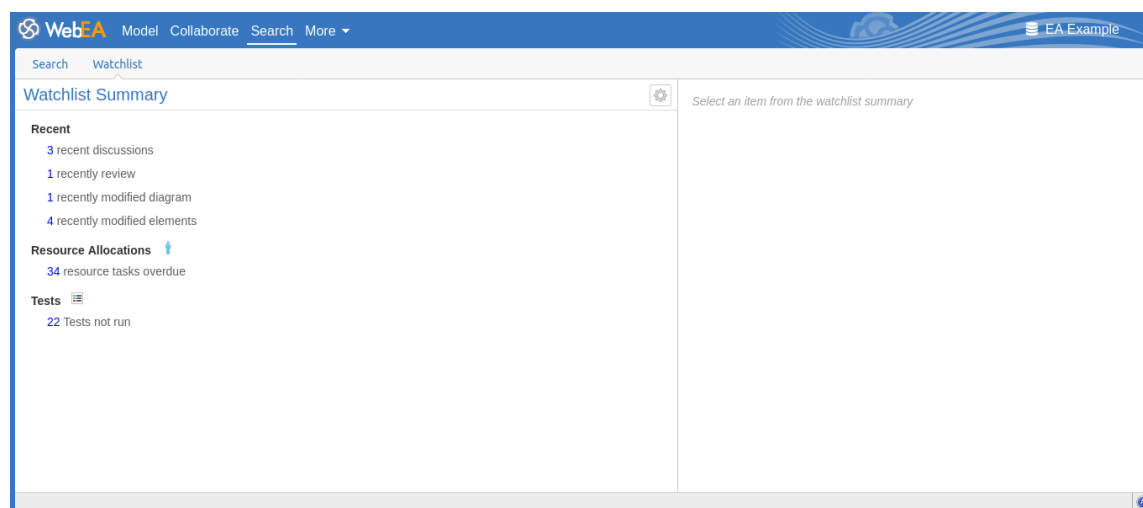 WebEA Model Collaborate Search More EA Example
Search Watchlist
Watchlist Summary
Select an item from the watchlist summary
Recent
3 recent discussions
1 recently review
1 recently modified diagram
4 recently modified elements
Resource Allocations
34 resource tasks overdue
Tests
22 Tests not run